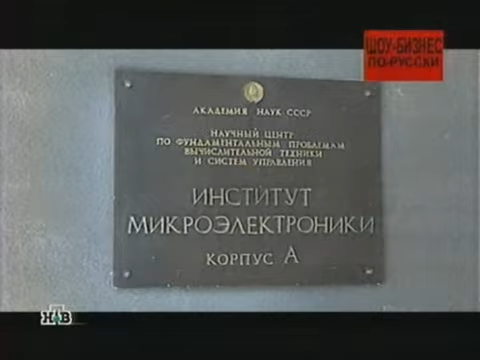 ШОУ-БИЗНЕС
ПО-РУССКИ
АКАДЕМИЯ НАУК СССР
НАУЧНЫЙ ЦЕНТР
ПО ФУНДАМЕНТАЛЬНЫМ ПРОБЛЕМАМ
ВЫЧИСЛИТЕЛЬНОЙ ТЕХНИКИ
И СИСТЕМ УПРАВЛЕНИЯ
ИНСТИТУТ
МИКРОЭЛЕКТРОНИКИ
КОРПУС А
НТВ